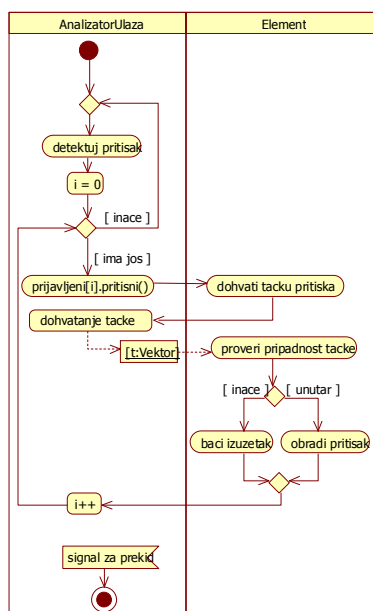 AnalizatorUlaza
Element
detektuj pritisak
i = 0
[ inace ]
[ ima jos ]
prijavljeni[i].pritisni()
dohvati tacku pritiska
dohvatanje tacke
[t:Vektor]
proveri pripadnost tacke
[ inace ]
[ unutar ]
baci izuzetak
obradi pritisak
i++
signal za prekid